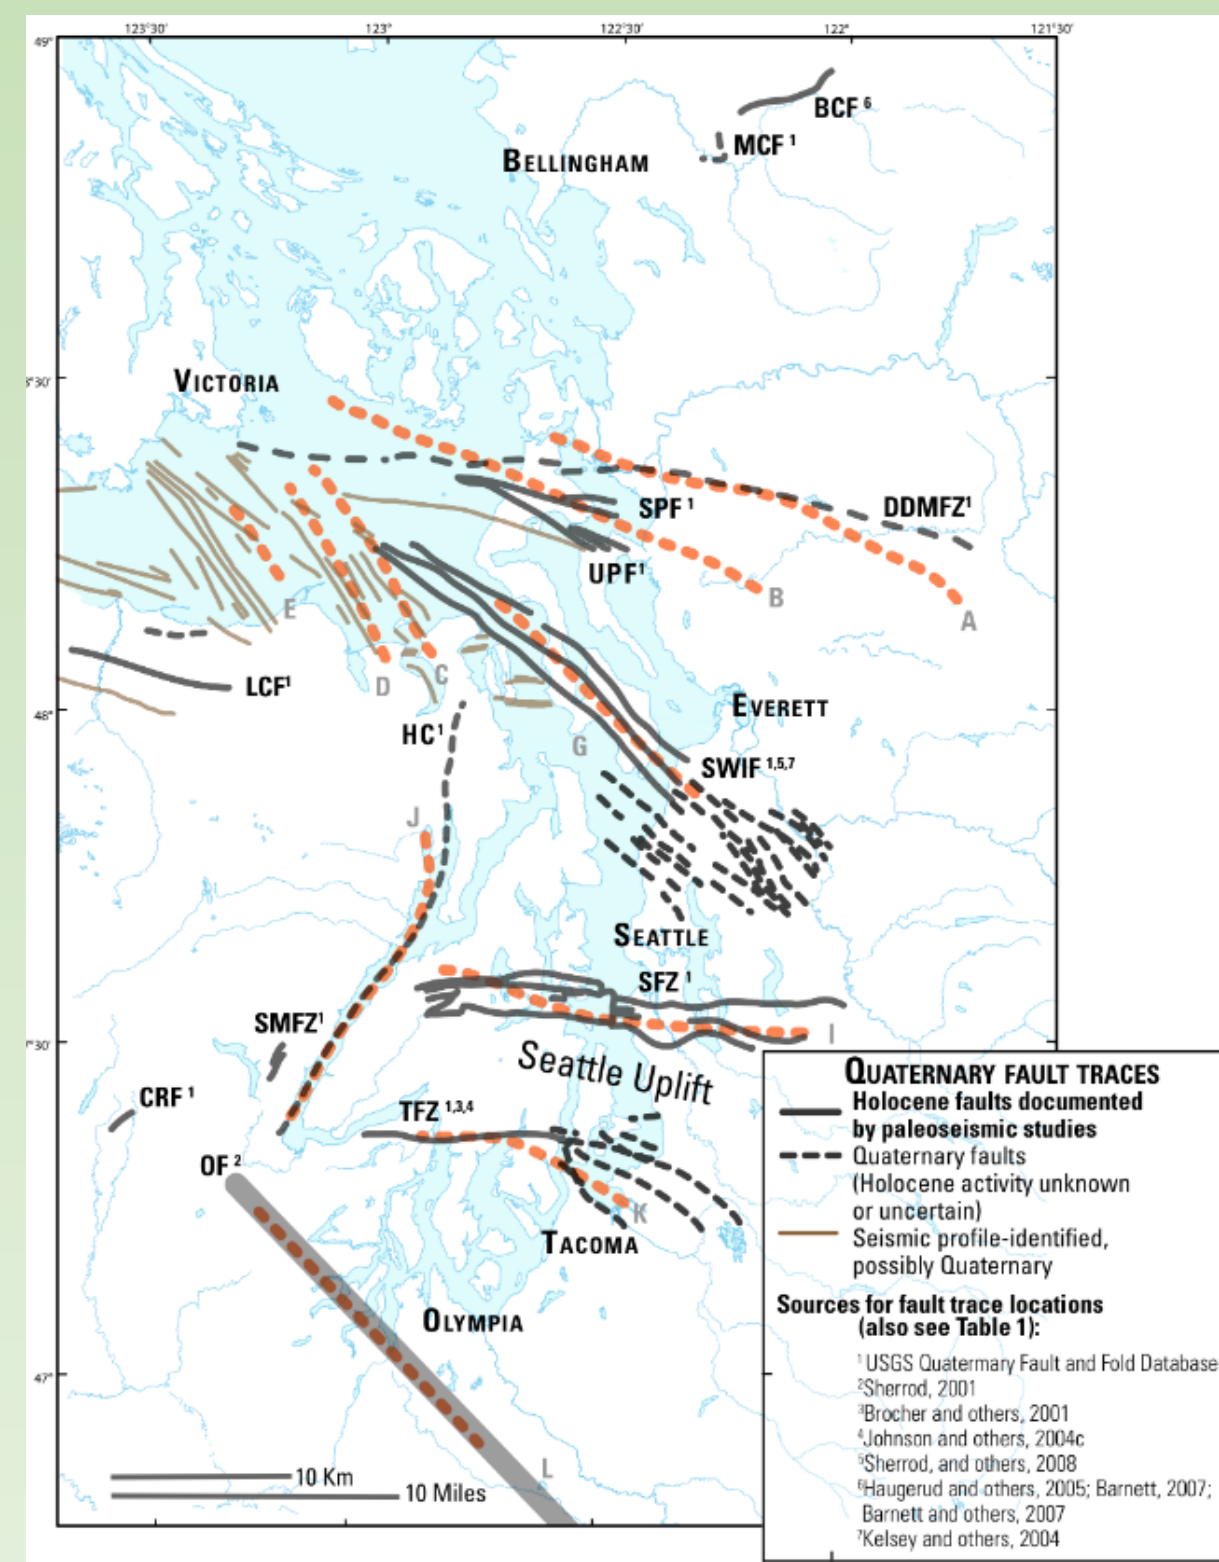 123°30'
123°
122°30'
122°
121°30'
49°
BCF 6
MCF 1
BELLINGHAM
30'
VICTORIA
SPF 1
DDMFZ1
UPF1
B
A
E
D
C
LCF1
HC1
EVERETT
G
SWIF 1,5,7
48°
J
SEATTLE
SFZ 1
SMFZ1
I
30'
Seattle Uplift
CRF 1
TFZ 1,3,4
OF 2
K
TACOMA
OLYMPIA
47°
L
10 Km
10 Miles
QUATERNARY FAULT TRACES
Holocene faults documented
by paleoseismic studies
Quaternary faults
(Holocene activity unknown
or uncertain)
Seismic profile-identified,
possibly Quaternary
Sources for fault trace locations
(also see Table 1):
1 USGS Quaternary Fault and Fold Database
2Sherrod, 2001
3Brocher and others, 2001
4Johnson and others, 2004c
5Sherrod, and others, 2008
6Haugerud and others, 2005; Barnett, 2007;
Barnett and others, 2007
7Kelsey and others, 2004